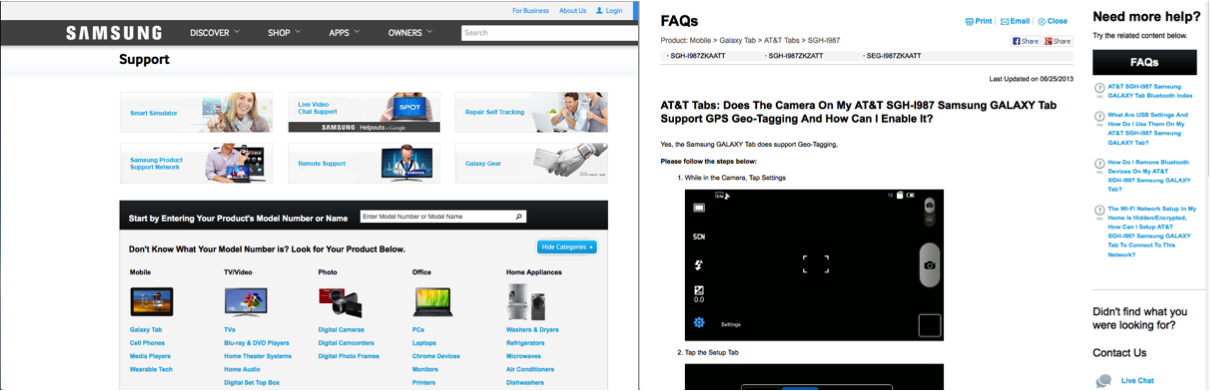 For Business About Us Login
SAMSUNG DISCOVER SHOP APPS OWNERS Search
Support
Smart Simulator
Live Video
Chat Support
SPOT
SAMSUNG Helpouts by Google
Repair Self Tracking
Samsung Product
Support Network
Remote Support
Galaxy Gear
Start by Entering Your Product's Model Number or Name Enter Model Number or Model Name
Don't Know What Your Model Number is? Look for Your Product Below. Hide Categories
Mobile TV/Video Photo Office Home Appliances
Galaxy Tab TVs Digital Cameras PCs Washers & Dryers
Cell Phones Blu-ray & DVD Players Digital Camcorders Laptops Refrigerators
Media Players Home Theater Systems Digital Photo Frames Chrome Devices Microwaves
Wearable Tech Home Audio Monitors Air Conditioners
Digital Set Top Box Printers Dishwashers
FAQs
Print Email Close
Product: Mobile > Galaxy Tab > AT&T Tabs > SGH-I987
Share Share
· SGH-I987ZKAATT · SGH-I987ZKZATT · SEG-I987ZKAATT
Last Updated on 06/25/2013
AT&T Tabs: Does The Camera On My AT&T SGH-I987 Samsung GALAXY Tab
Support GPS Geo-Tagging And How Can I Enable It?
Yes, the Samsung GALAXY Tab does support Geo-Tagging,
Please follow the steps below:
1. While in the Camera, Tap Settings
SCN
0.0
Settings
2. Tap the Setup Tab
Need more help?
Try the related content below.
FAQs
AT&T SGH-I987 Samsung
GALAXY Tab Bluetooth Index
What Are USB Settings And
How Do I Use Them On My
AT&T SGH-I987 Samsung
GALAXY Tab?
How Do I Remove Bluetooth
Devices On My AT&T
SGH-I987 Samsung GALAXY
Tab?
The Wi-Fi Network Setup In My
Home Is Hidden/Encrypted,
How Can I Setup AT&T
SGH-I987 Samsung GALAXY
Tab To Connect To This
Network?
Didn't find what you
were looking for?
Contact Us
Live Chat